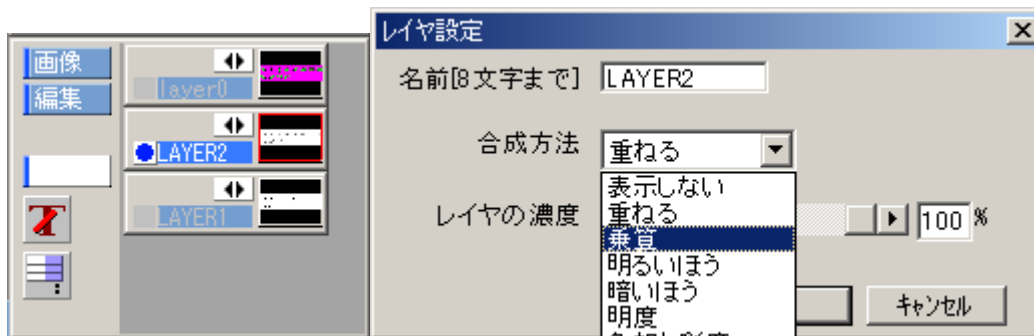 画像
編集
layer0
LAYER2
LAYER1
レイヤ設定
名前[8文字まで] LAYER2
合成方法 重ねる
表示しない
重ねる
乗算
明るいほう
暗いほう
明度
レイヤの濃度 100 %
キャンセル